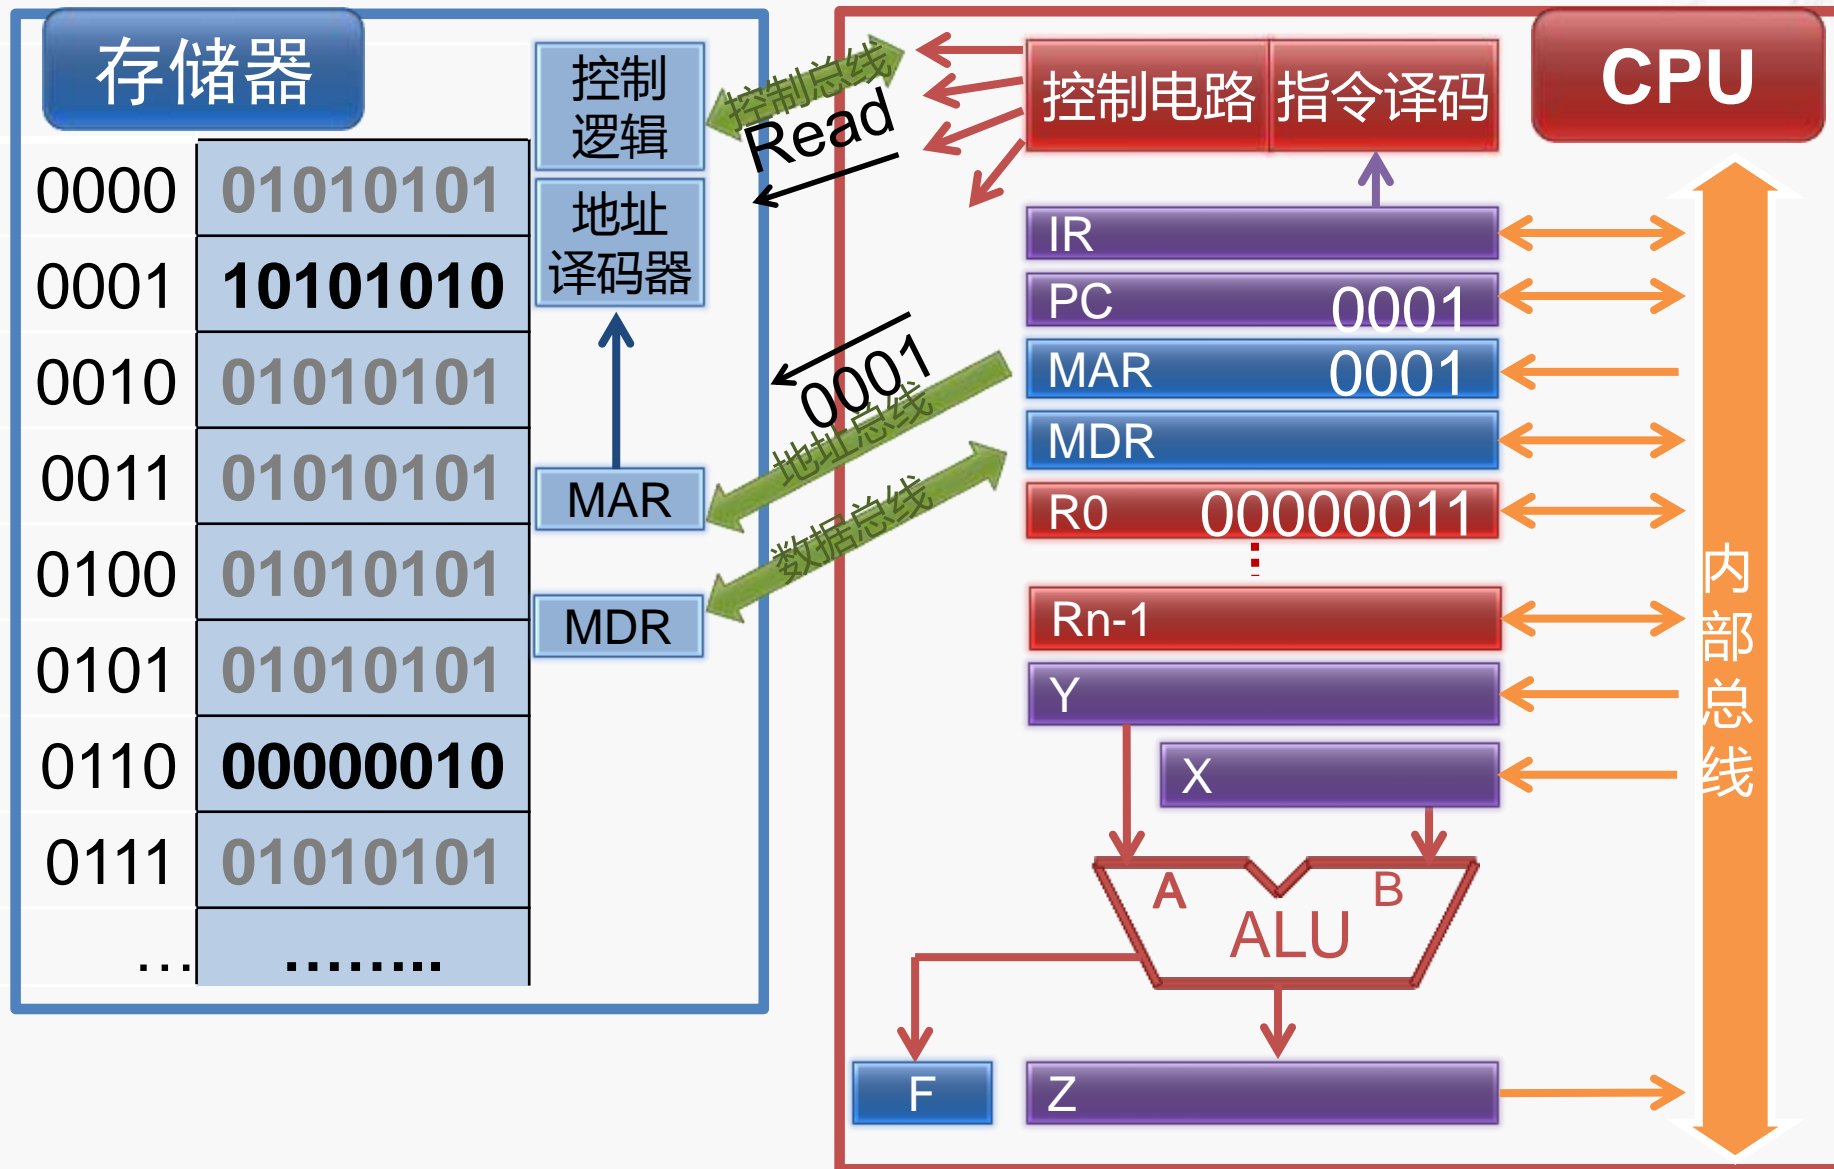 存储器
0000 01010101
0001 10101010
0010 01010101
0011 01010101
0100 01010101
0101 01010101
0110 00000010
0111 01010101
... ........
控制
逻辑
地址
译码器
MAR
MDR
控制总线
Read
0001
地址总线
数据总线
CPU
控制电路 指令译码
IR
PC 0001
MAR 0001
MDR
R0 00000011
Rn-1
Y
X
A B
ALU
F
Z
内
部
总
线